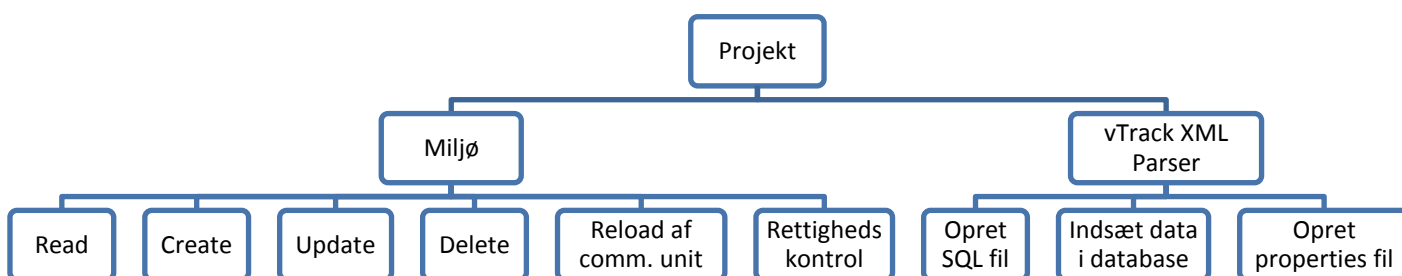 Projekt
Miljø
vTrack XML
Parser
Read
Create
Update
Delete
Reload af
comm. unit
Rettigheds
kontrol
Opret
SQL fil
Indsæt data
i database
Opret
properties fil